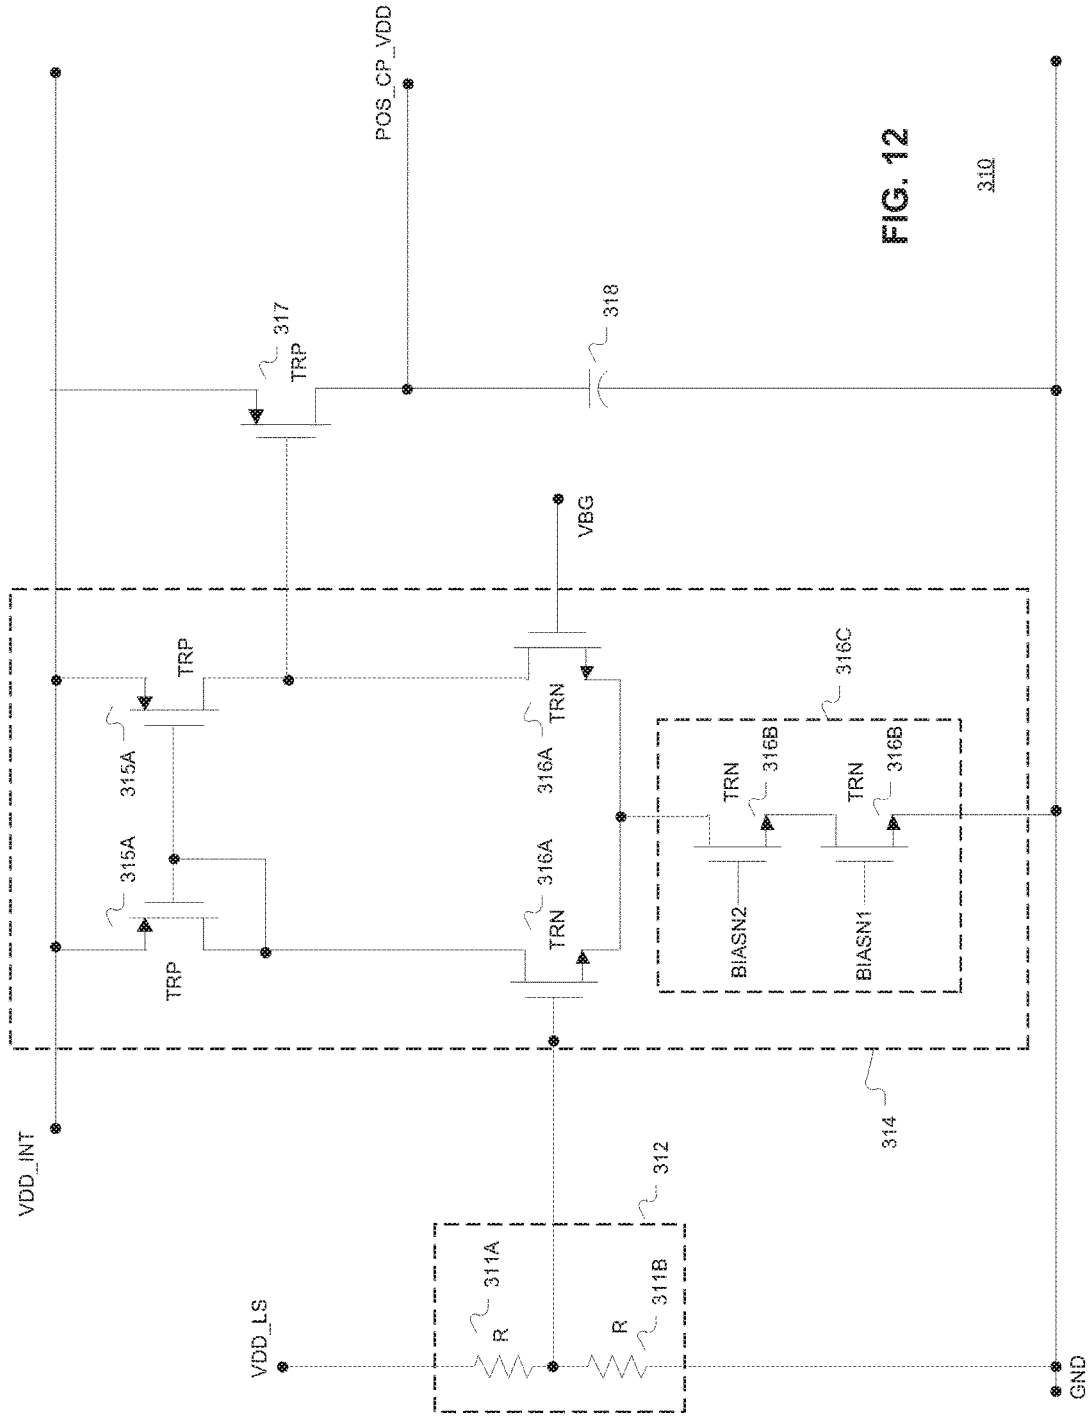 VDD_INT
VDD_LS
311A
R
R
311B
312
314
TRP
315A
315A
TRP
TRN
316A
316A
TRN
VBG
BIASN2
TRN
316B
BIASN1
TRN
316B
316C
317
TRP
318
POS_CP_VDD
GND
FIG. 12
310